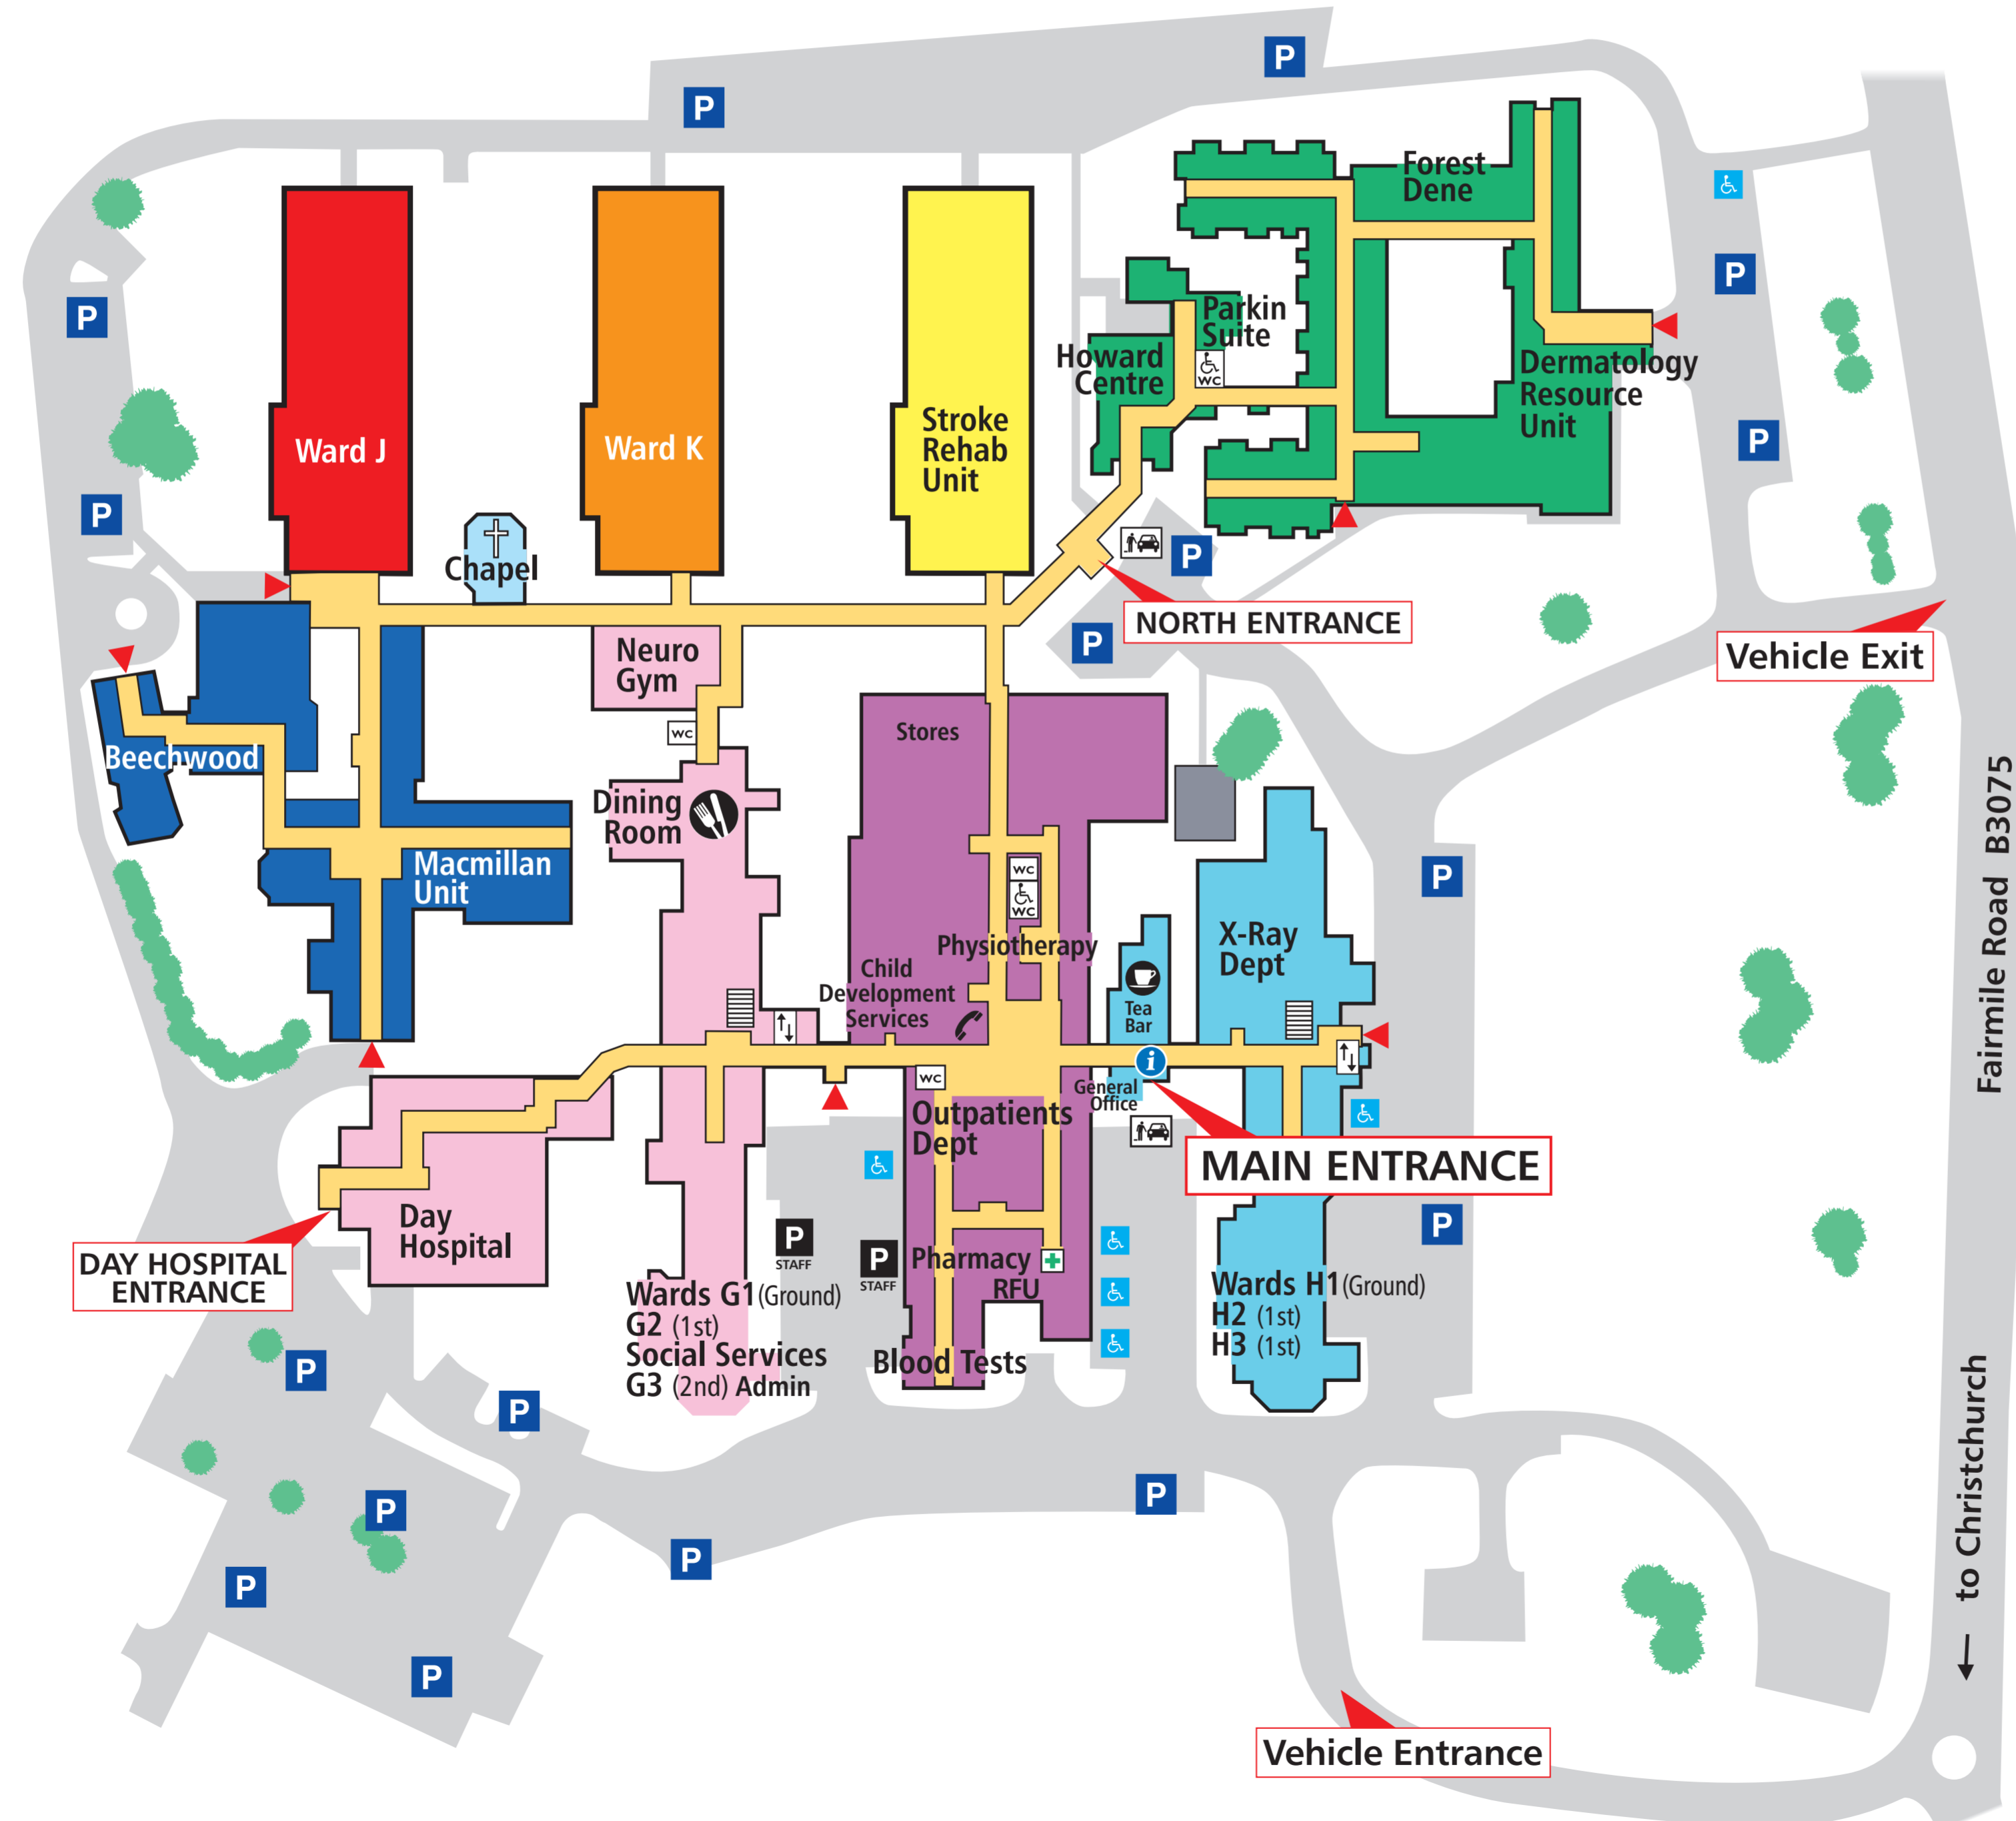 P
P
Forest
Dene
P
P
Parkin
Suite
WC
Howard
Centre
Dermatology
Resource
Unit
Ward J
Ward K
Stroke
Rehab
Unit
P
P
Chapel
P
NORTH ENTRANCE
P
Vehicle Exit
Neuro
Gym
WC
Stores
Beechwood
Dining
Room
Macmillan
Unit
WC
WC
P
Physiotherapy
X-Ray
Dept
Child
Development
Services
Tea
Bar
i
WC
General
Office
Outpatients
Dept
MAIN ENTRANCE
Fairmile Road B3075
Day
Hospital
DAY HOSPITAL
ENTRANCE
P
STAFF
P
STAFF
P
Pharmacy
RFU
Wards G1 (Ground)
G2 (1st)
Social Services
G3 (2nd) Admin
Wards H1 (Ground)
H2 (1st)
H3 (1st)
Blood Tests
P
P
P
P
P
P
P
to Christchurch
Vehicle Entrance
P